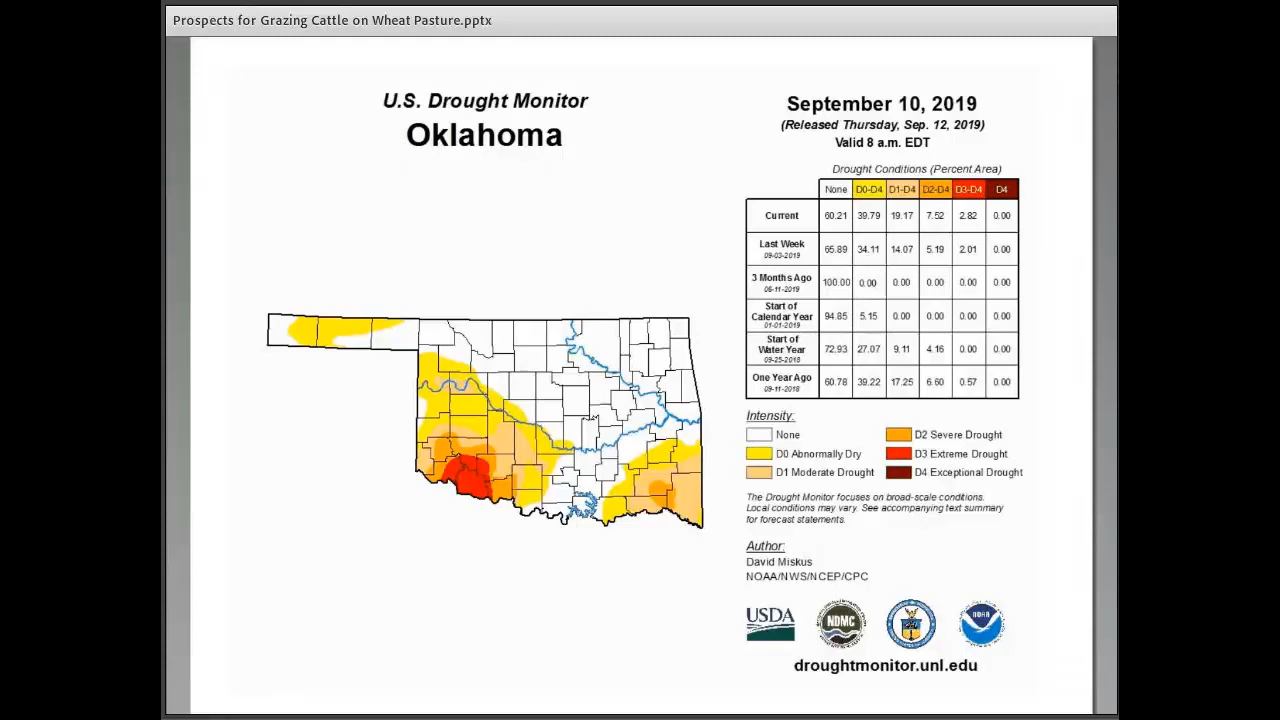 Prospects for Grazing Cattle on Wheat Pasture.pptx
U.S. Drought Monitor
Oklahoma
September 10, 2019
(Released Thursday, Sep. 12, 2019)
Valid 8 a.m. EDT
Drought Conditions (Percent Area)
None D0-D4 D1-D4 D2-D4 D3-D4 D4
Current 60.21 39.79 19.17 7.52 2.82 0.00
Last Week 09-03-2019 65.89 34.11 14.07 5.19 2.01 0.00
3 Months Ago 06-11-2019 100.00 0.00 0.00 0.00 0.00 0.00
Start of Calendar Year 01-01-2019 94.85 5.15 0.00 0.00 0.00 0.00
Start of Water Year 09-25-2018 72.93 27.07 9.11 4.16 0.00 0.00
One Year Ago 09-11-2018 60.78 39.22 17.25 6.60 0.57 0.00
Intensity:
None
D0 Abnormally Dry
D1 Moderate Drought
D2 Severe Drought
D3 Extreme Drought
D4 Exceptional Drought
The Drought Monitor focuses on broad-scale conditions.
Local conditions may vary. See accompanying text summary
for forecast statements.
Author:
David Miskus
NOAA/NWS/NCEP/CPC
USDA
NDMC
NOAA
droughtmonitor.unl.edu